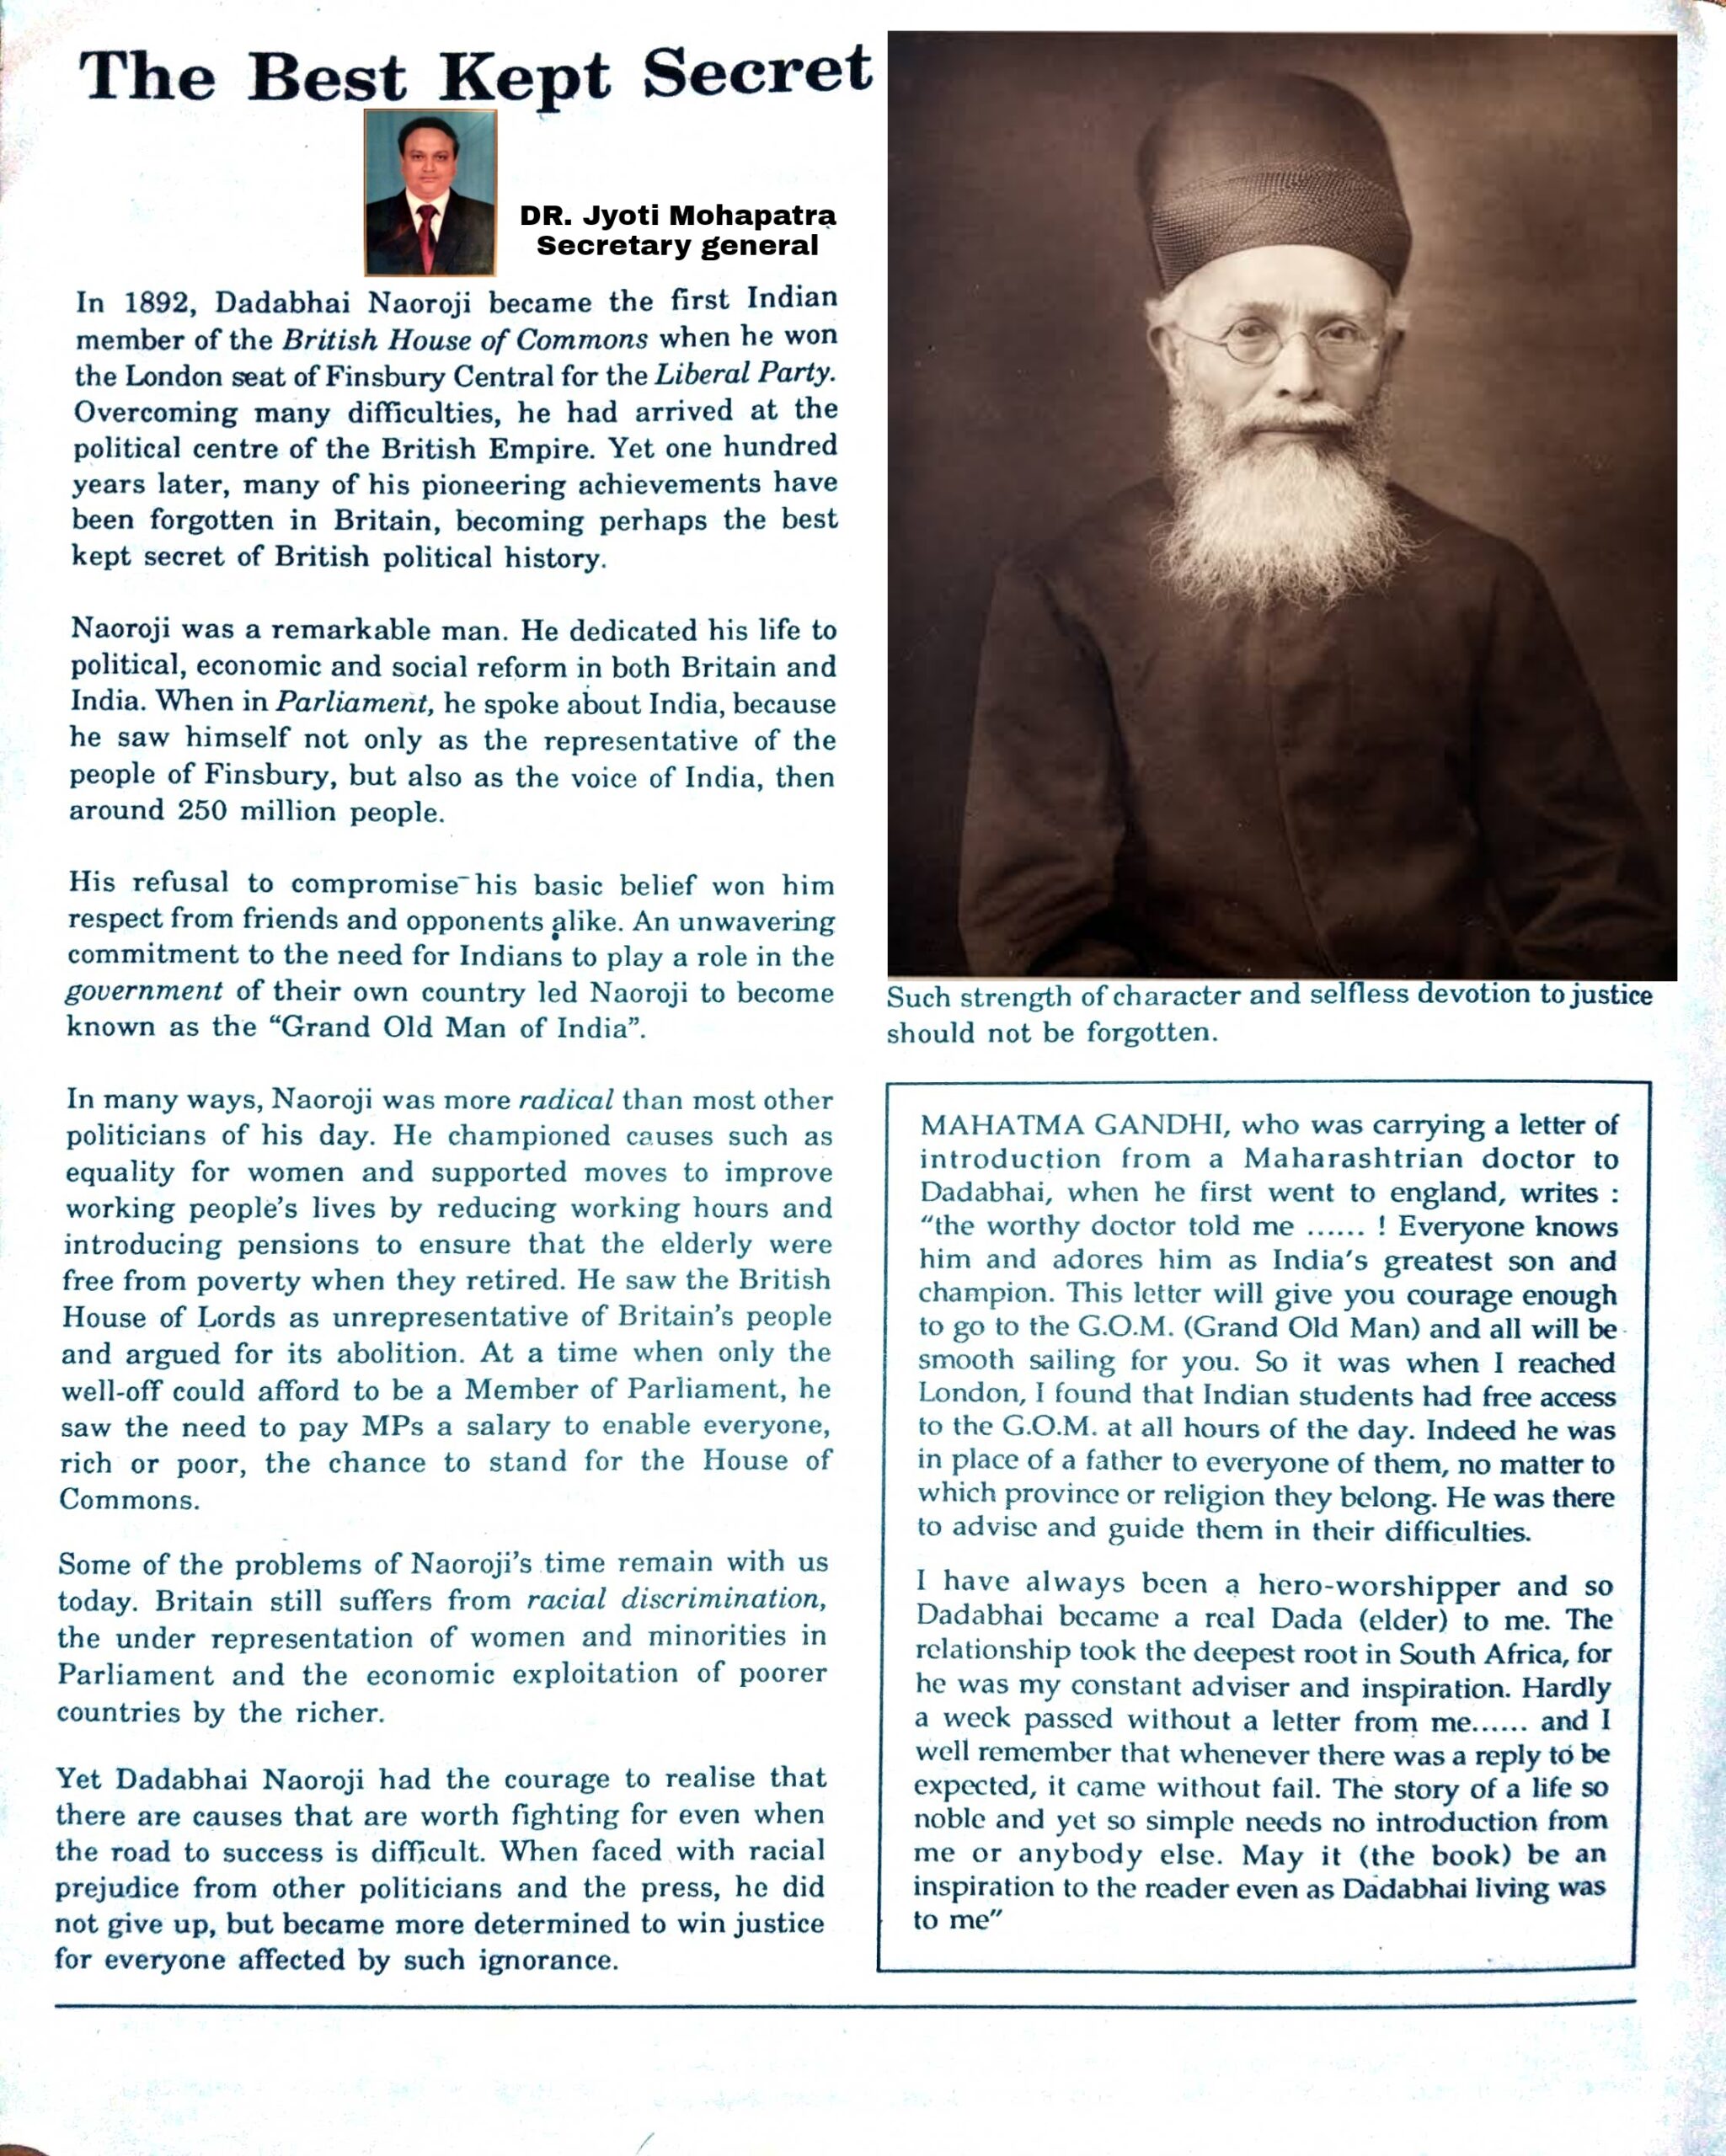 The Best Kept Secret
DR. Jyoti Mohapatra
Secretary general
In 1892, Dadabhai Naoroji became the first Indian
member of the British House of Commons when he won
the London seat of Finsbury Central for the Liberal Party.
Overcoming many difficulties, he had arrived at the
political centre of the British Empire. Yet one hundred
years later, many of his pioneering achievements have
been forgotten in Britain, becoming perhaps the best
kept secret of British political history.
Naoroji was a remarkable man. He dedicated his life to
political, economic and social reform in both Britain and
India. When in Parliament, he spoke about India, because
he saw himself not only as the representative of the
people of Finsbury, but also as the voice of India, then
around 250 million people.
His refusal to compromise his basic belief won him
respect from friends and opponents alike. An unwavering
commitment to the need for Indians to play a role in the
government of their own country led Naoroji to become
known as the “Grand Old Man of India”.
In many ways, Naoroji was more radical than most other
politicians of his day. He championed causes such as
equality for women and supported moves to improve
working people's lives by reducing working hours and
introducing pensions to ensure that the elderly were
free from poverty when they retired. He saw the British
House of Lords as unrepresentative of Britain's people
and argued for its abolition. At a time when only the
well-off could afford to be a Member of Parliament, he
saw the need to pay MPs a salary to enable everyone,
rich or poor, the chance to stand for the House of
Commons.
Some of the problems of Naoroji's time remain with us
today. Britain still suffers from racial discrimination,
the under representation of women and minorities in
Parliament and the economic exploitation of poorer
countries by the richer.
Yet Dadabhai Naoroji had the courage to realise that
there are causes that are worth fighting for even when
the road to success is difficult. When faced with racial
prejudice from other politicians and the press, he did
not give up, but became more determined to win justice
for everyone affected by such ignorance.
Such strength of character and selfless devotion to justice
should not be forgotten.
MAHATMA GANDHI, who was carrying a letter of
introduction from a Maharashtrian doctor to
Dadabhai, when he first went to england, writes :
“the worthy doctor told me ...... ! Everyone knows
him and adores him as India's greatest son and
champion. This letter will give you courage enough
to go to the G.O.M. (Grand Old Man) and all will be
smooth sailing for you. So it was when I reached
London, I found that Indian students had free access
to the G.O.M. at all hours of the day. Indeed he was
in place of a father to everyone of them, no matter to
which province or religion they belong. He was there
to advise and guide them in their difficulties.
I have always been a hero-worshipper and so
Dadabhai became a real Dada (elder) to me. The
relationship took the deepest root in South Africa, for
he was my constant adviser and inspiration. Hardly
a week passed without a letter from me...... and I
well remember that whenever there was a reply to be
expected, it came without fail. The story of a life so
noble and yet so simple needs no introduction from
me or anybody else. May it (the book) be an
inspiration to the reader even as Dadabhai living was
to me”